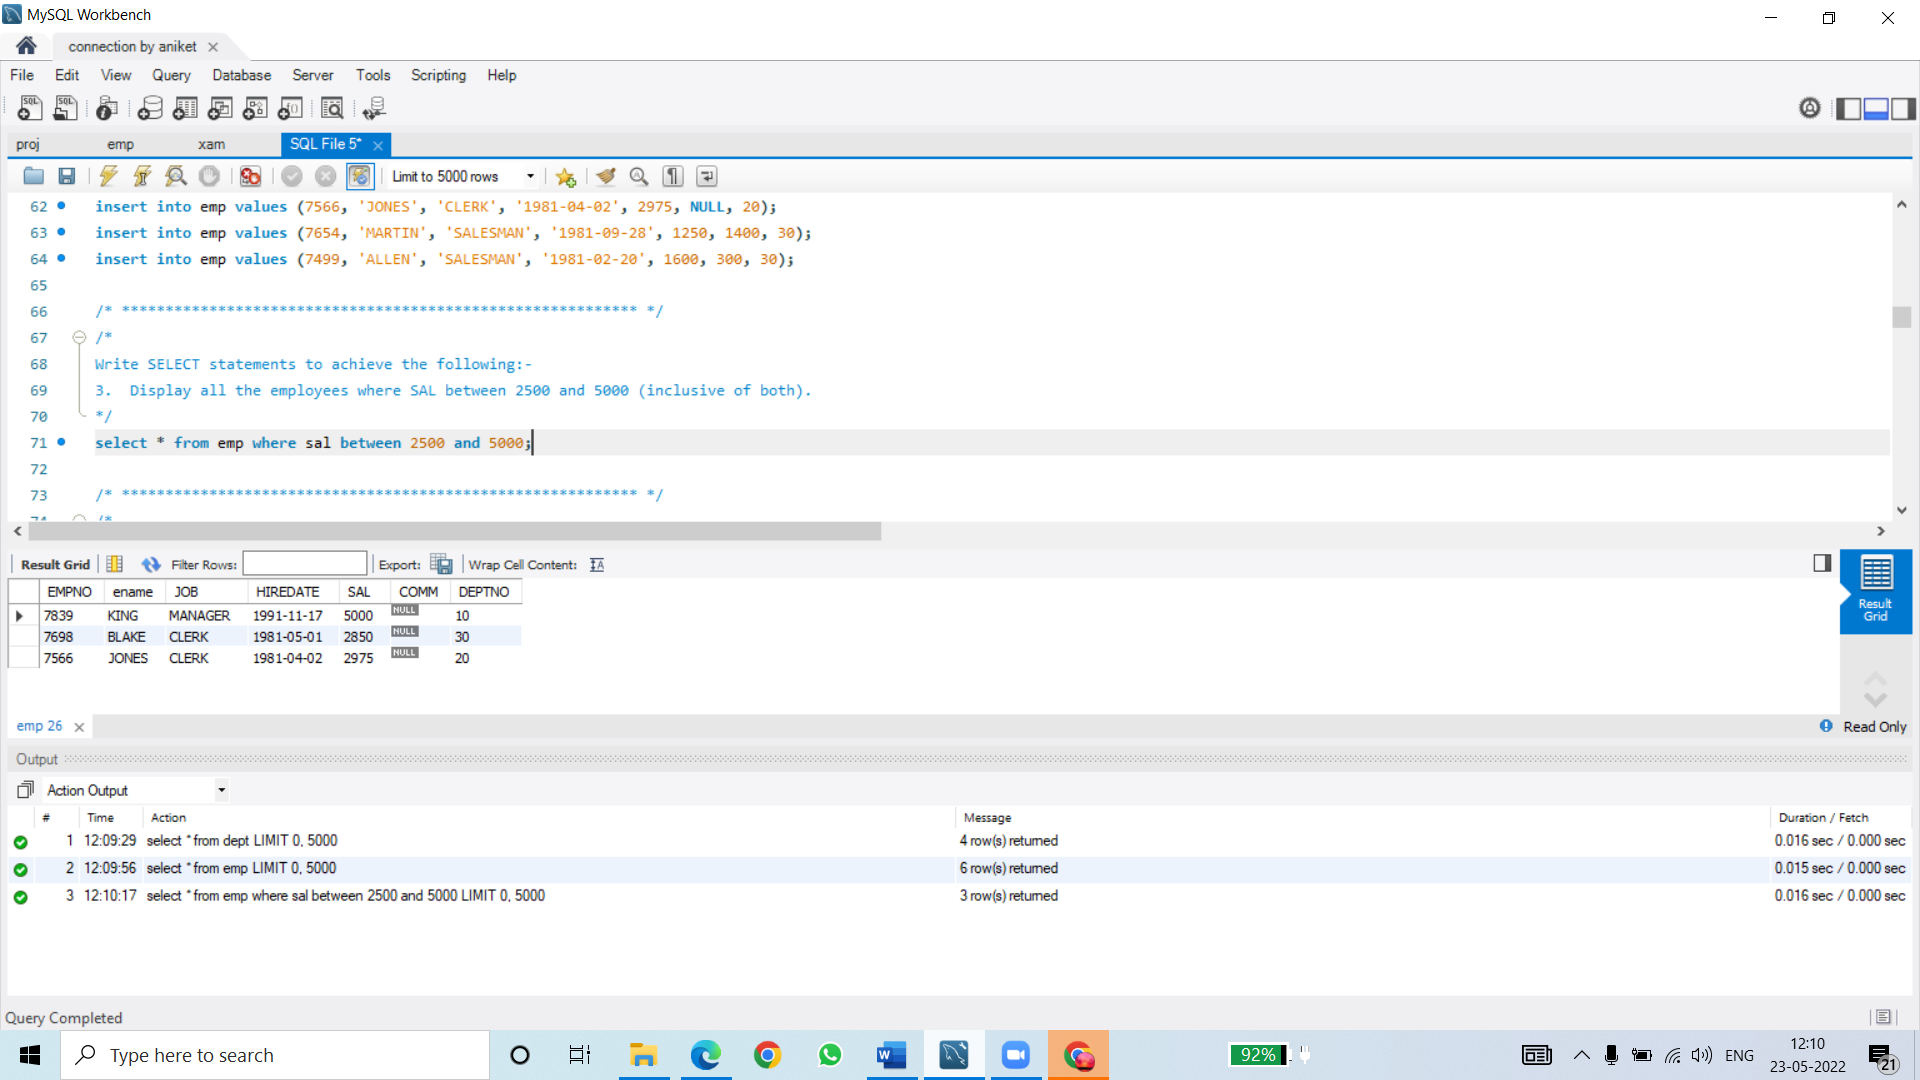 MySQL Workbench
connection by aniket
File Edit View Query Database Server Tools Scripting Help
proj emp xam SQL File 5*
Limit to 5000 rows
62 insert into emp values (7566, 'JONES', 'CLERK', '1981-04-02', 2975, NULL, 20);
63 insert into emp values (7654, 'MARTIN', 'SALESMAN', '1981-09-28', 1250, 1400, 30);
64 insert into emp values (7499, 'ALLEN', 'SALESMAN', '1981-02-20', 1600, 300, 30);
65
66 /* *********************************************************** */
67 /*
68 Write SELECT statements to achieve the following:-
69 3.  Display all the employees where SAL between 2500 and 5000 (inclusive of both).
70 */
71 select * from emp where sal between 2500 and 5000;
72
73 /* *********************************************************** */
74 /*
Result Grid Filter Rows: Export: Wrap Cell Content:
EMPNO ename JOB HIREDATE SAL COMM DEPTNO
7839 KING MANAGER 1991-11-17 5000 NULL 10
7698 BLAKE CLERK 1981-05-01 2850 NULL 30
7566 JONES CLERK 1981-04-02 2975 NULL 20
Result
Grid
emp 26
Read Only
Output
Action Output
# Time Action Message Duration / Fetch
1 12:09:29 select * from dept LIMIT 0, 5000 4 row(s) returned 0.016 sec / 0.000 sec
2 12:09:56 select * from emp LIMIT 0, 5000 6 row(s) returned 0.015 sec / 0.000 sec
3 12:10:17 select * from emp where sal between 2500 and 5000 LIMIT 0, 5000 3 row(s) returned 0.016 sec / 0.000 sec
Query Completed
Type here to search
92%
ENG
12:10
23-05-2022
21